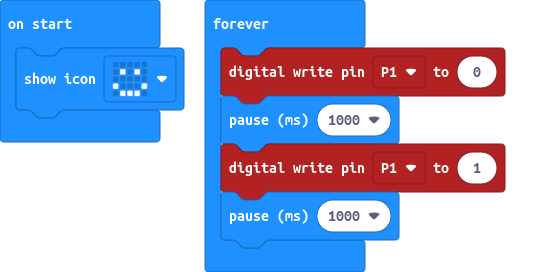 on start
show icon
forever
digital write pin P1 to 0
pause (ms) 1000
digital write pin P1 to 1
pause (ms) 1000